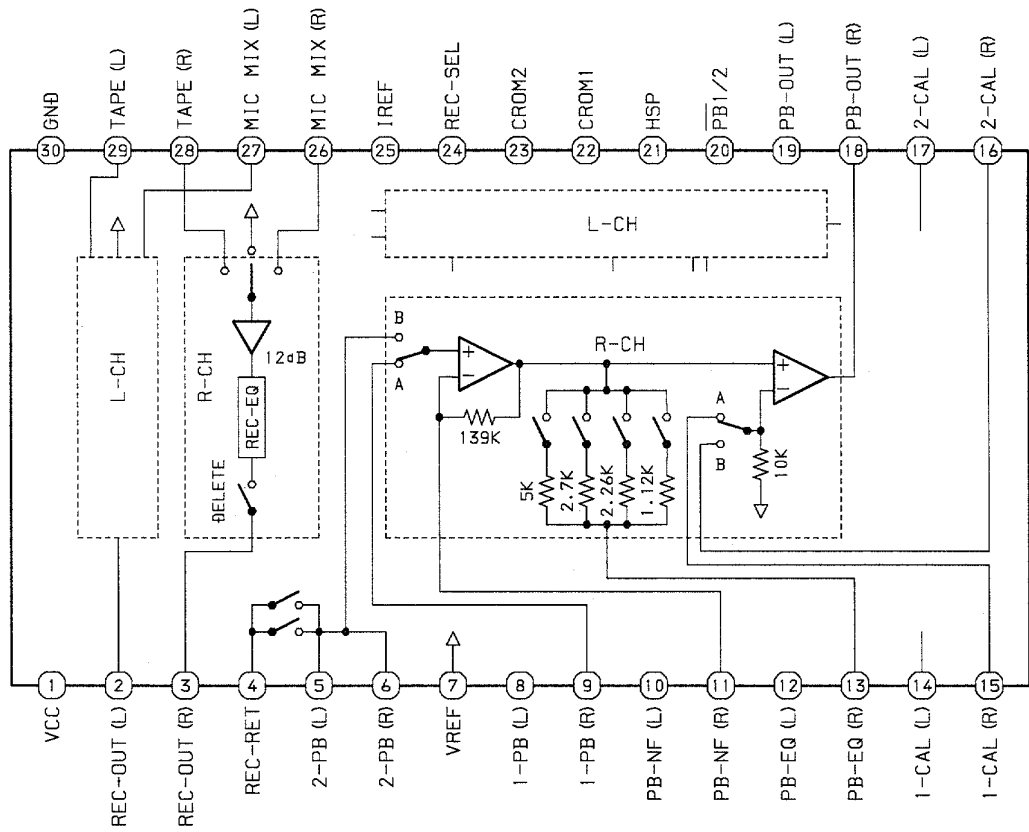 GND
TAPE (L)
TAPE (R)
MIC MIX (L)
MIC MIX (R)
IREF
REC-SEL
CROM2
CROM1
HSP
PB1/2
PB-OUT (L)
PB-OUT (R)
2-CAL (L)
2-CAL (R)
30 29 28 27 26 25 24 23 22 21 20 19 18 17 16
L-CH
L-CH
R-CH
12dB
REC-EQ
DELETE
B
A
+
−
139K
R-CH
5K
2.7K
2.26K
1.12K
A
B
+
−
10K
1 2 3 4 5 6 7 8 9 10 11 12 13 14 15
VCC
REC-OUT (L)
REC-OUT (R)
REC-RET
2-PB (L)
2-PB (R)
VREF
1-PB (L)
1-PB (R)
PB-NF (L)
PB-NF (R)
PB-EQ (L)
PB-EQ (R)
1-CAL (L)
1-CAL (R)